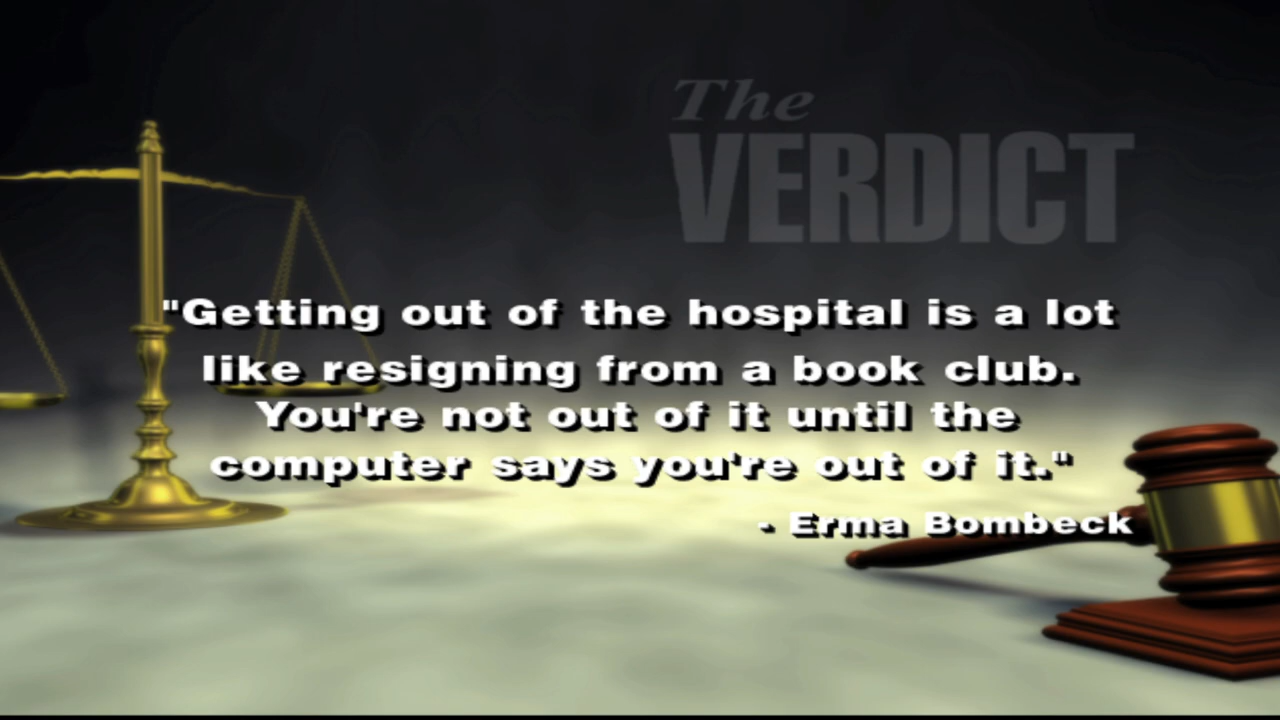 The
VERDICT
"Getting out of the hospital is a lot
like resigning from a book club.
You're not out of it until the
computer says you're out of it."
- Erma Bombeck